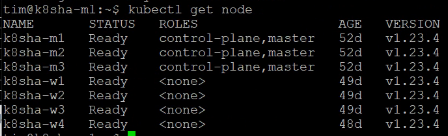 tim@k8sha-m1:~$ kubectl get node
NAME STATUS ROLES AGE VERSION
k8sha-m1 Ready control-plane,master 52d v1.23.4
k8sha-m2 Ready control-plane,master 52d v1.23.4
k8sha-m3 Ready control-plane,master 52d v1.23.4
k8sha-w1 Ready <none> 49d v1.23.4
k8sha-w2 Ready <none> 49d v1.23.4
k8sha-w3 Ready <none> 49d v1.23.4
k8sha-w4 Ready <none> 48d v1.23.4